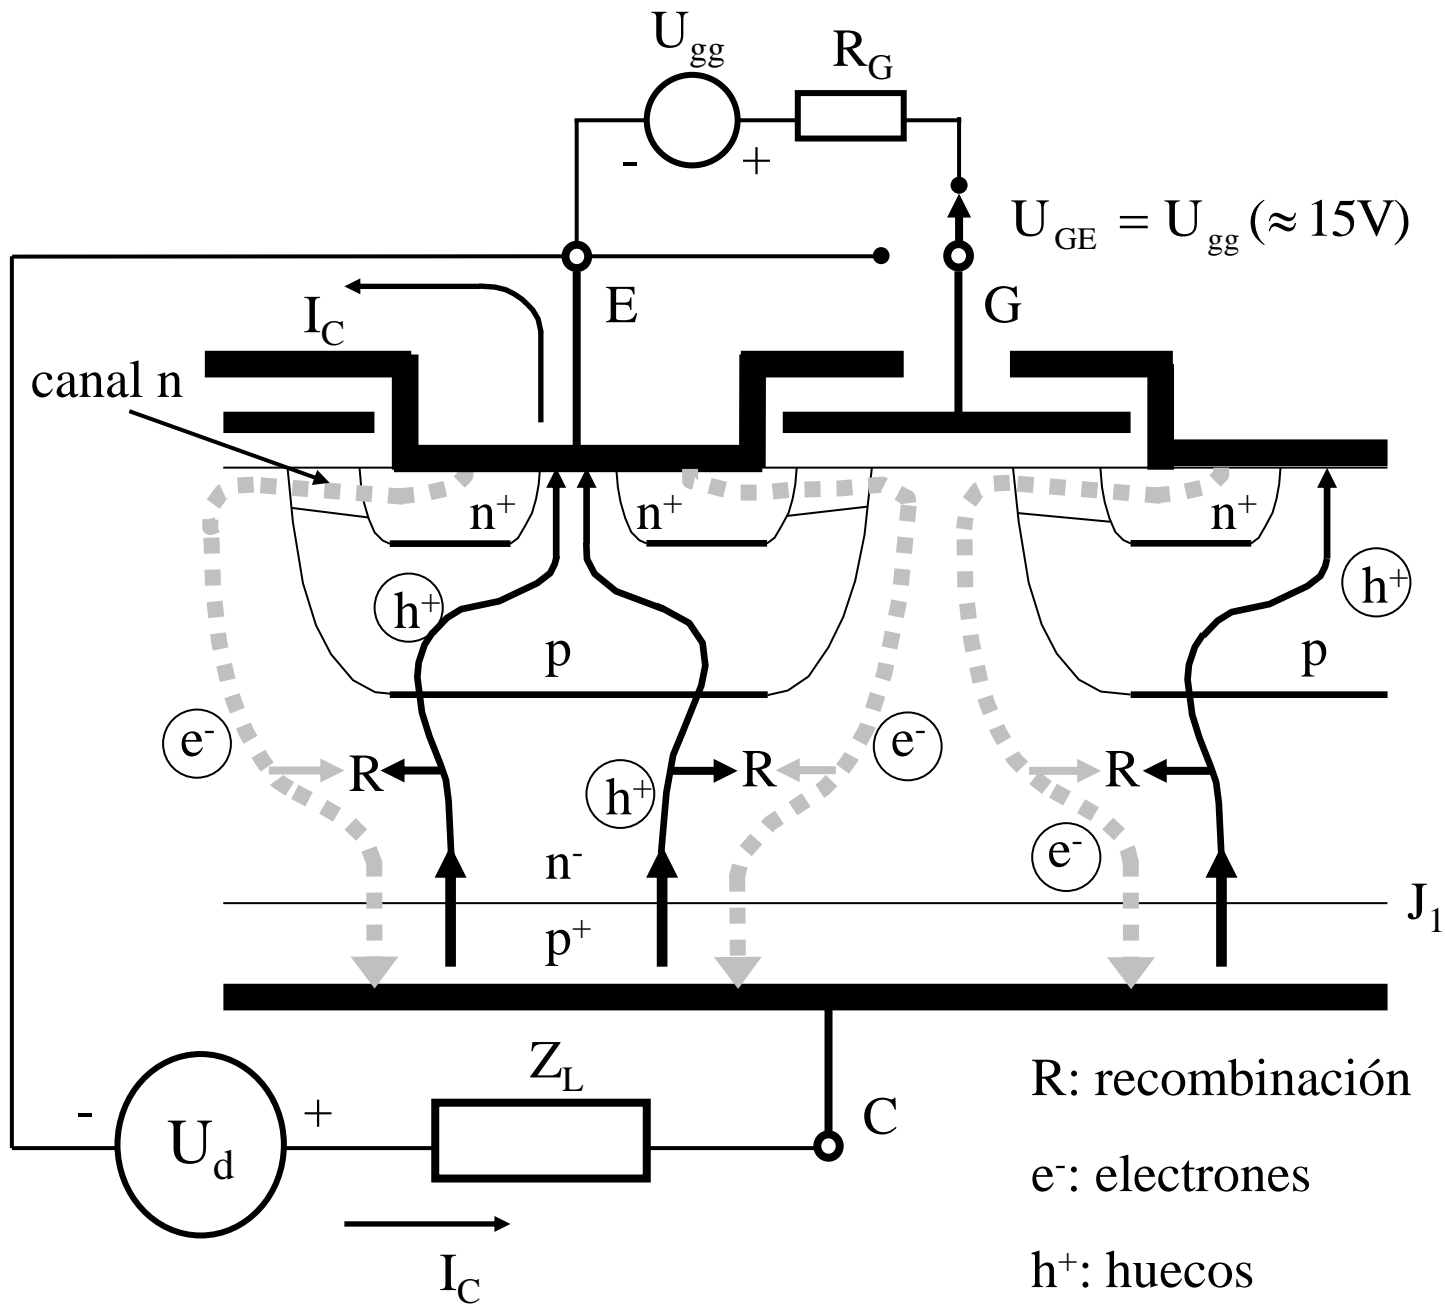 U_gg
R_G
- +
U_GE = U_gg (≈ 15V)
E
G
I_C
canal n
n⁺ n⁺ n⁺
h⁺ h⁺
p p
e⁻ e⁻
R R R
h⁺
e⁻
n⁻
J_1
p⁺
Z_L
R: recombinación
- + C
U_d
e⁻: electrones
I_C
h⁺: huecos